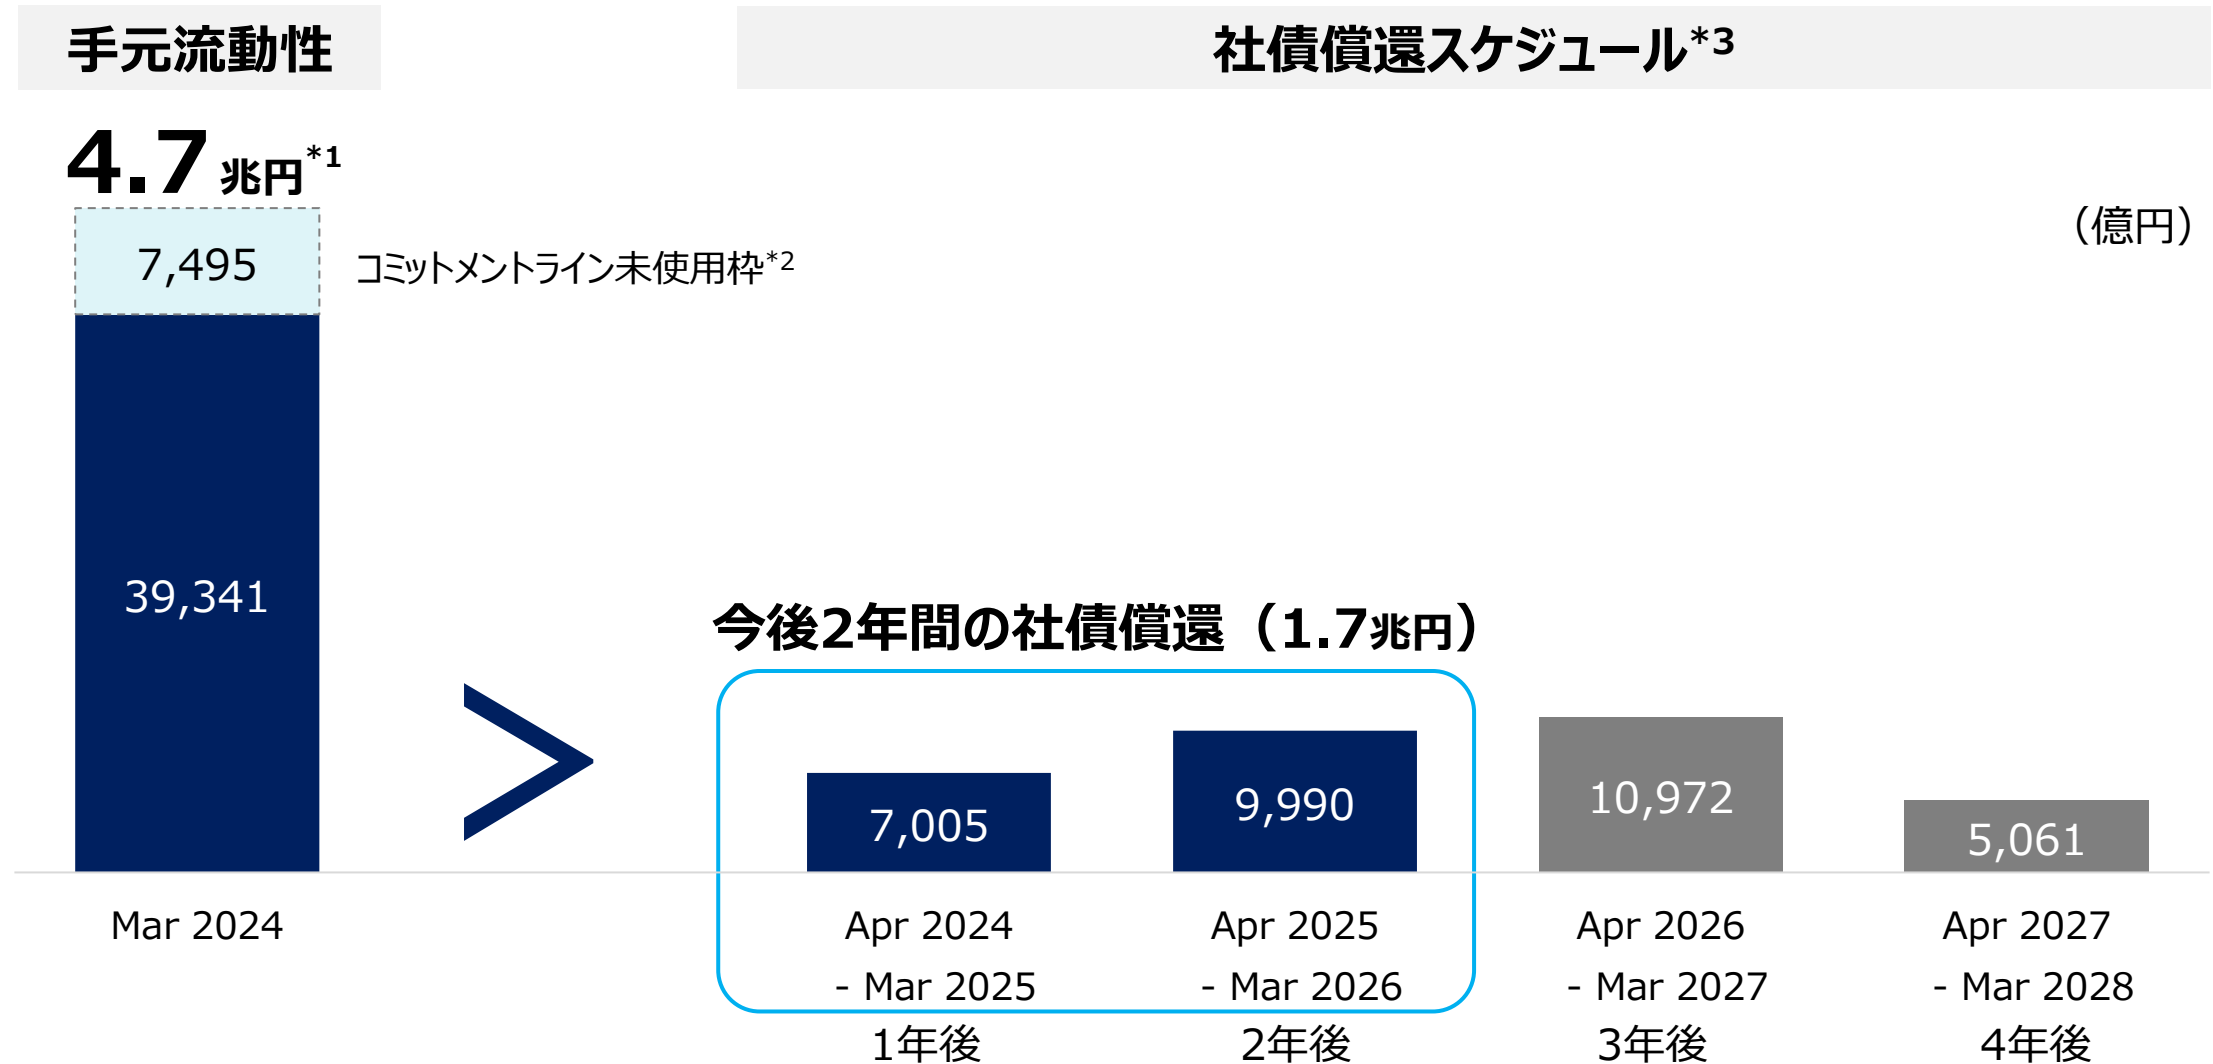 手元流動性
社債償還スケジュール*3
4.7兆円*1
(億円)
7,495
コミットメントライン未使用枠*2
39,341
今後2年間の社債償還(1.7兆円)
7,005
9,990
10,972
5,061
Mar 2024
Apr 2024
- Mar 2025
1年後
Apr 2025
- Mar 2026
2年後
Apr 2026
- Mar 2027
3年後
Apr 2027
- Mar 2028
4年後